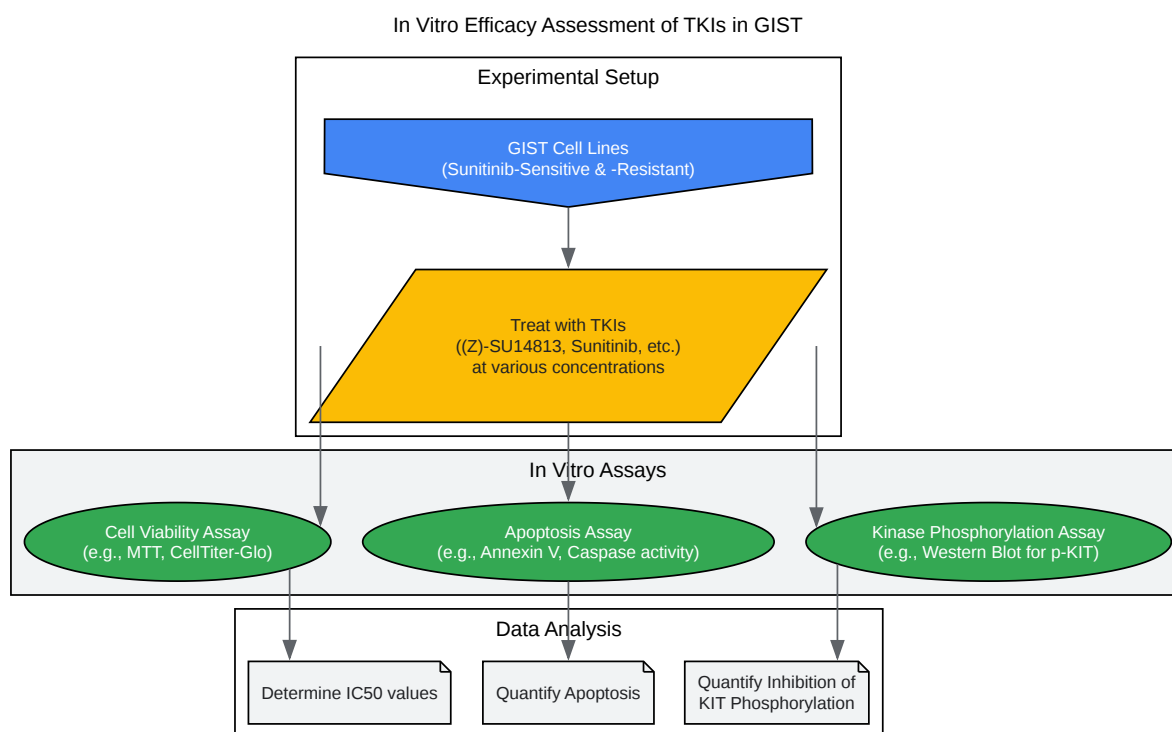 In Vitro Efficacy Assessment of TKIs in GIST
Experimental Setup
GIST Cell Lines
(Sunitinib-Sensitive & -Resistant)
Treat with TKIs
((Z)-SU14813, Sunitinib, etc.)
at various concentrations
In Vitro Assays
Cell Viability Assay
(e.g., MTT, CellTiter-Glo)
Apoptosis Assay
(e.g., Annexin V, Caspase activity)
Kinase Phosphorylation Assay
(e.g., Western Blot for p-KIT)
Data Analysis
Determine IC50 values
Quantify Apoptosis
Quantify Inhibition of
KIT Phosphorylation